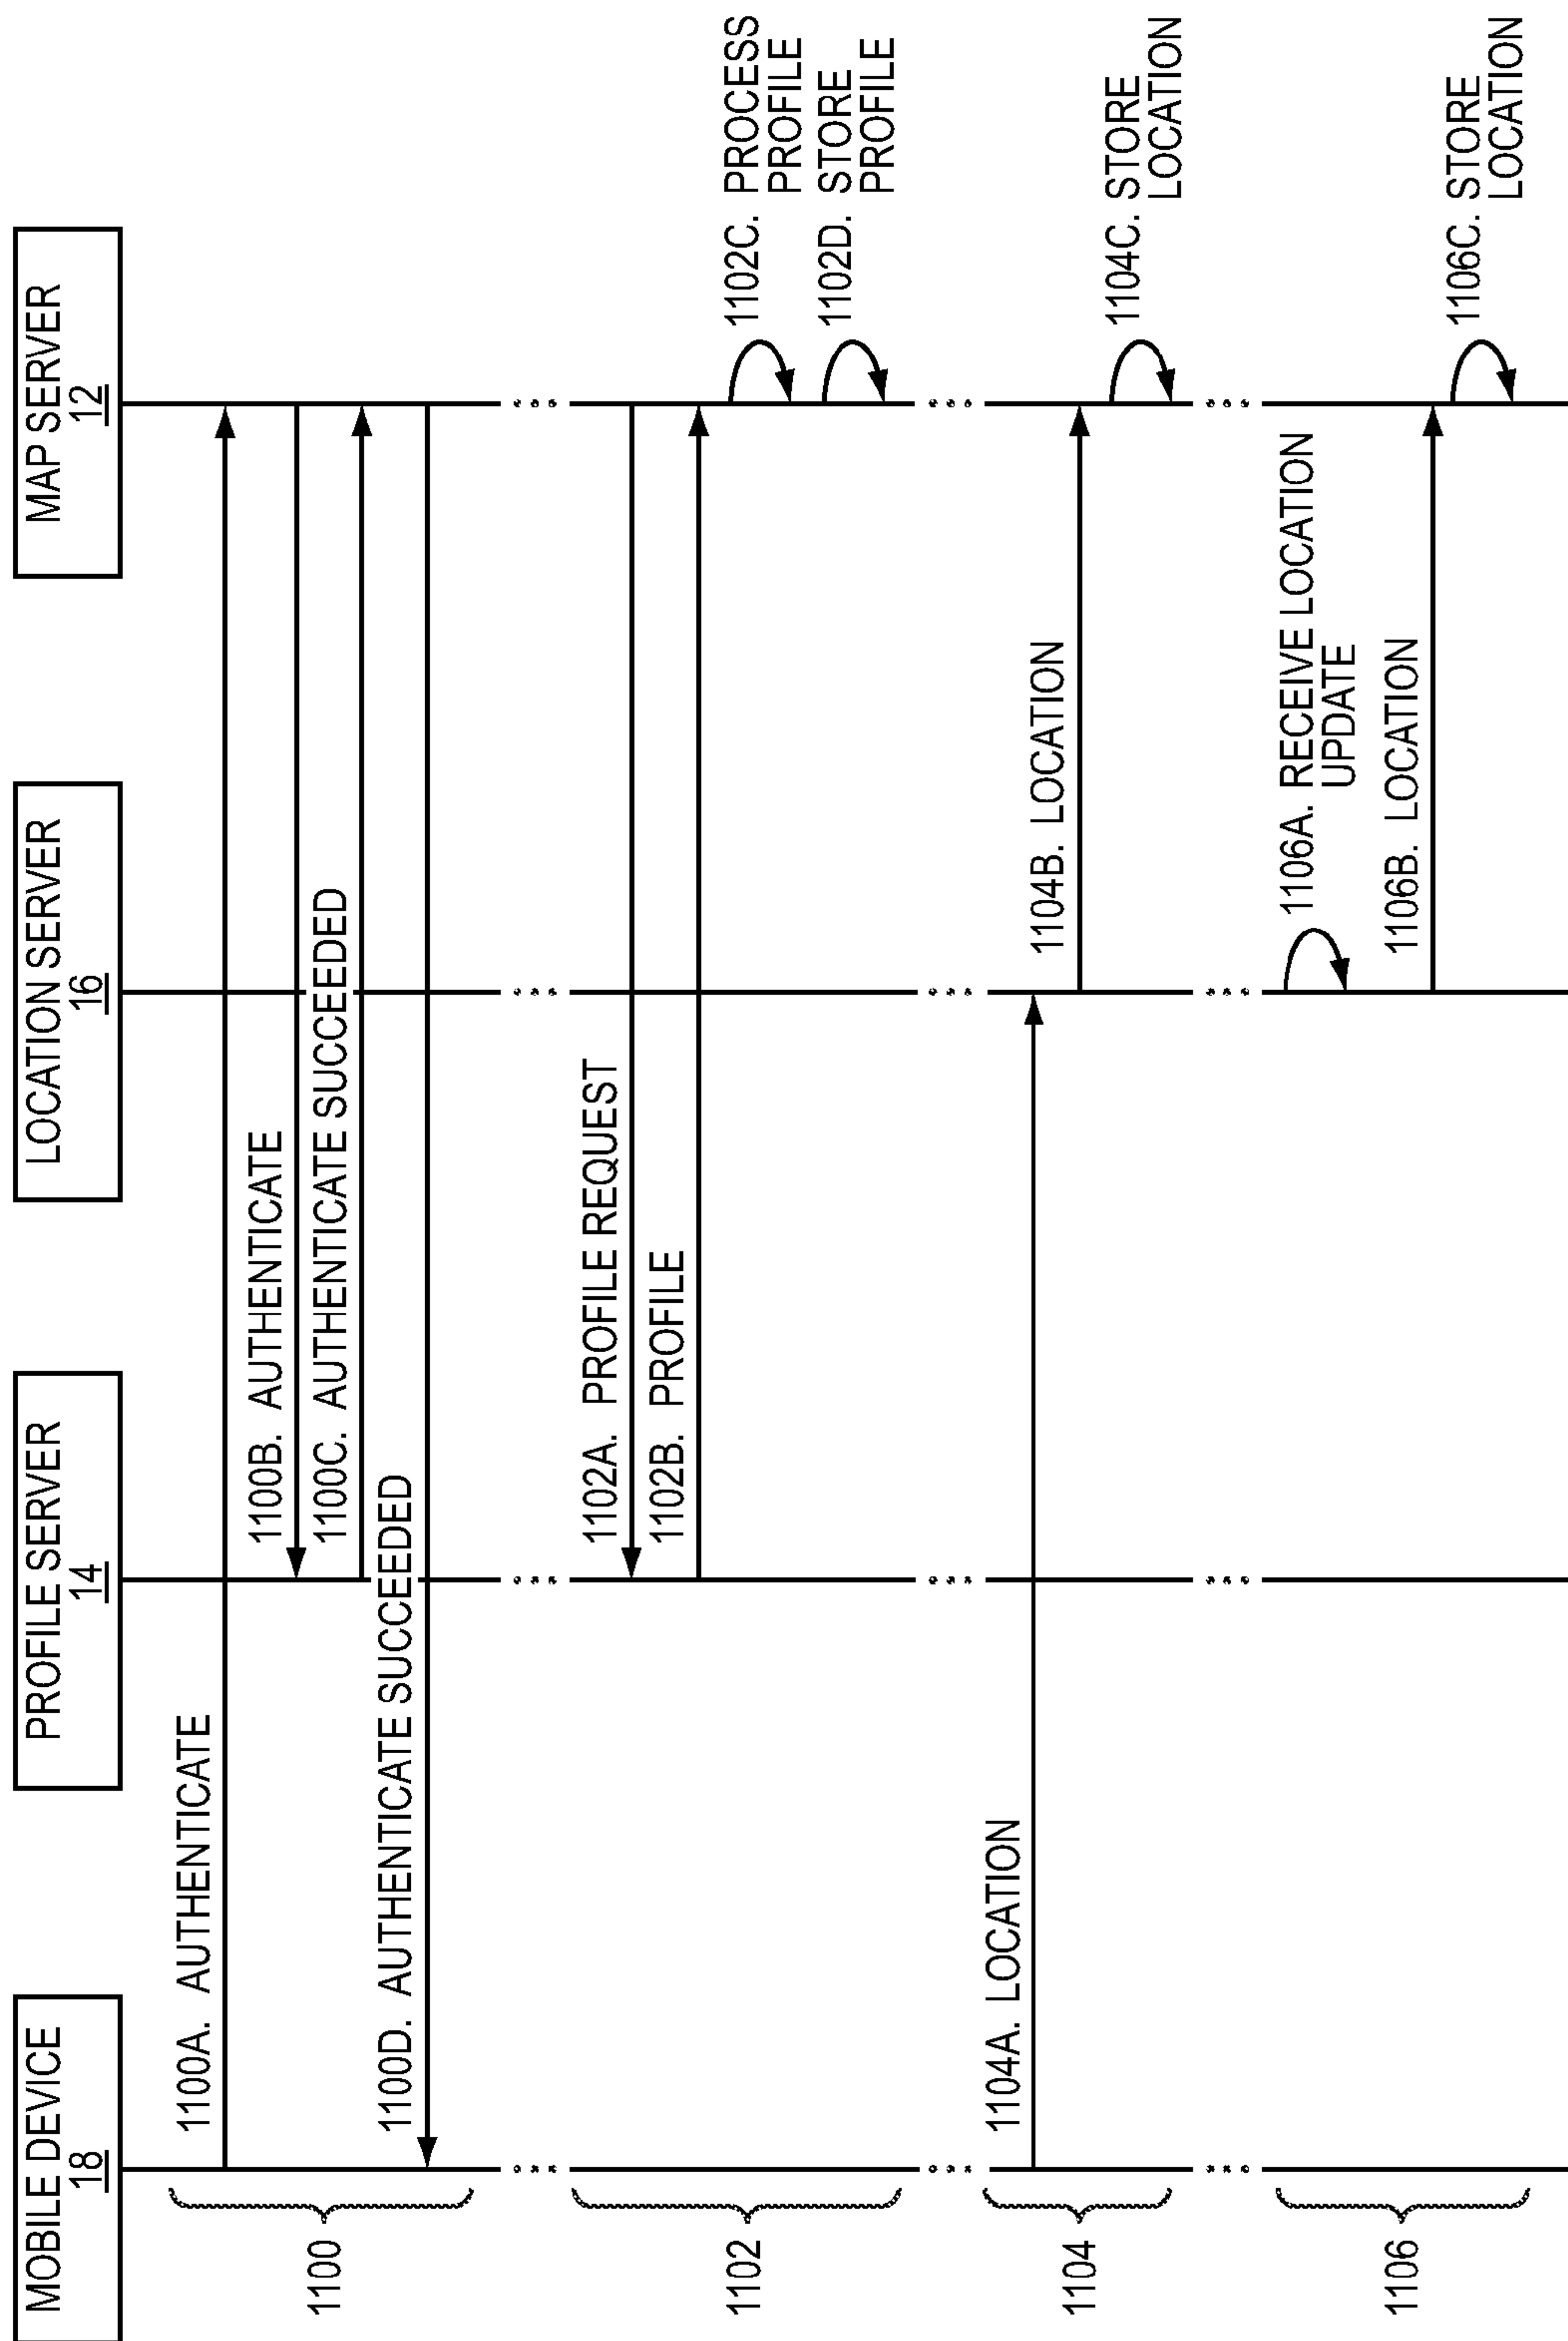 MOBILE DEVICE
18
PROFILE SERVER
14
LOCATION SERVER
16
MAP SERVER
12
1100
1100A. AUTHENTICATE
1100B. AUTHENTICATE
1100C. AUTHENTICATE SUCCEEDED
1100D. AUTHENTICATE SUCCEEDED
1102
1102A. PROFILE REQUEST
1102B. PROFILE
1102C. PROCESS
PROFILE
1102D. STORE
PROFILE
1104
1104A. LOCATION
1104B. LOCATION
1104C. STORE
LOCATION
1106
1106A. RECEIVE LOCATION
UPDATE
1106B. LOCATION
1106C. STORE
LOCATION